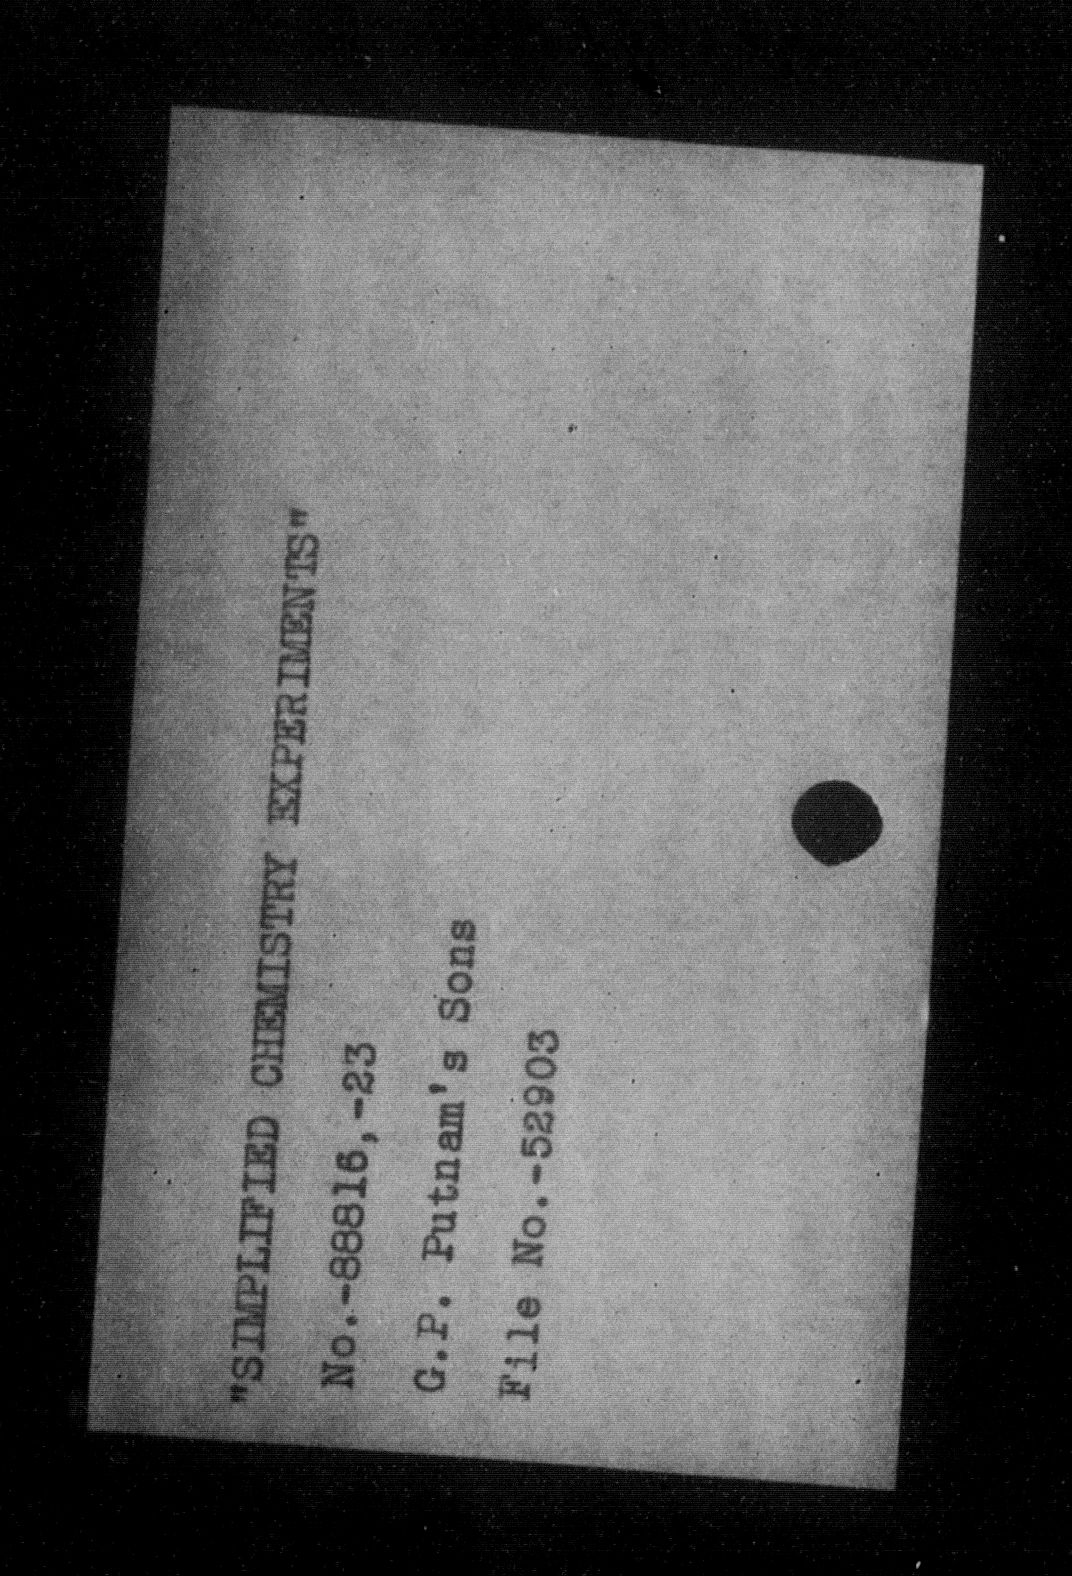 "SIMPLIFIED CHEMISTRY EXPERIMENTS"
No.-88816,-23
G.P. Putnam's Sons
File No.-52903